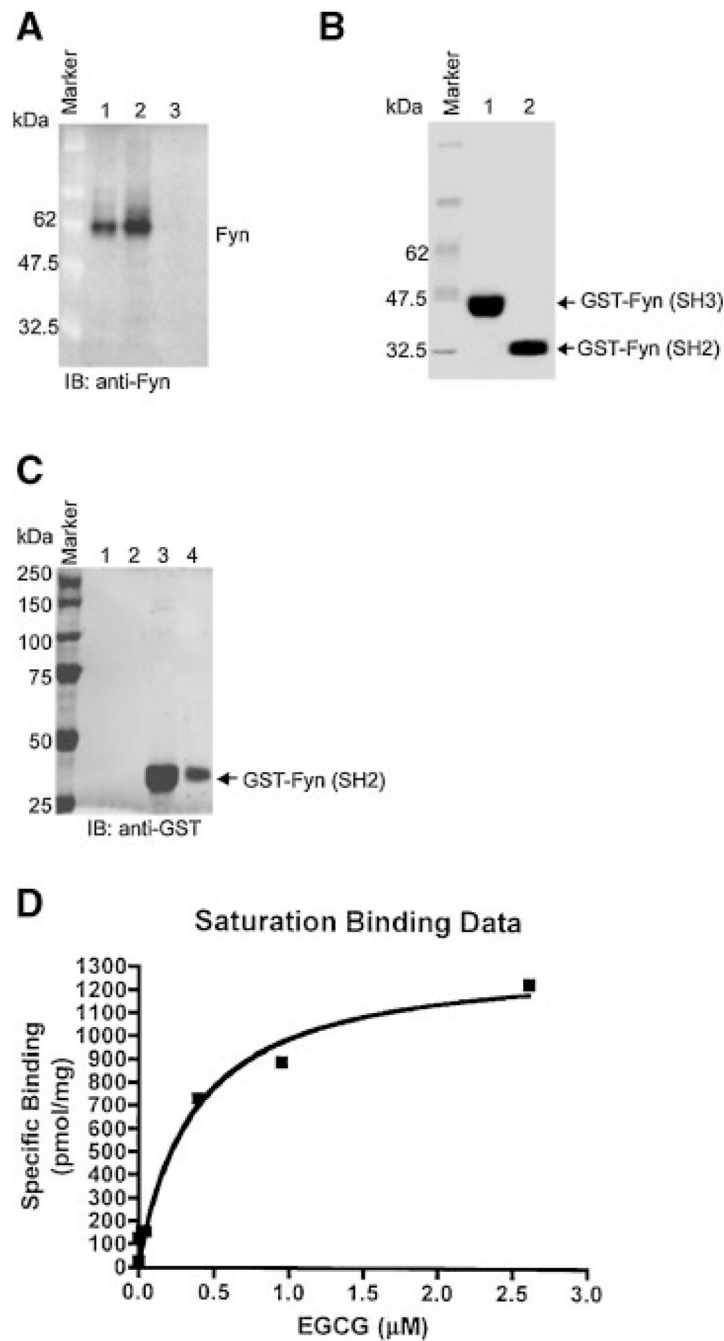 A
Marker
kDa
1 2 3
62
47.5
32.5
Fyn
IB: anti-Fyn
B
Marker
kDa
1 2
62
47.5
32.5
GST-Fyn (SH3)
GST-Fyn (SH2)
C
Marker
kDa
1 2 3 4
250
150
100
75
50
25
GST-Fyn (SH2)
IB: anti-GST
D
Saturation Binding Data
Specific Binding
(pmol/mg)
1300
1200
1100
1000
900
800
700
600
500
400
300
200
100
0
0.0 0.5 1.0 1.5 2.0 2.5 3.0
EGCG (µM)